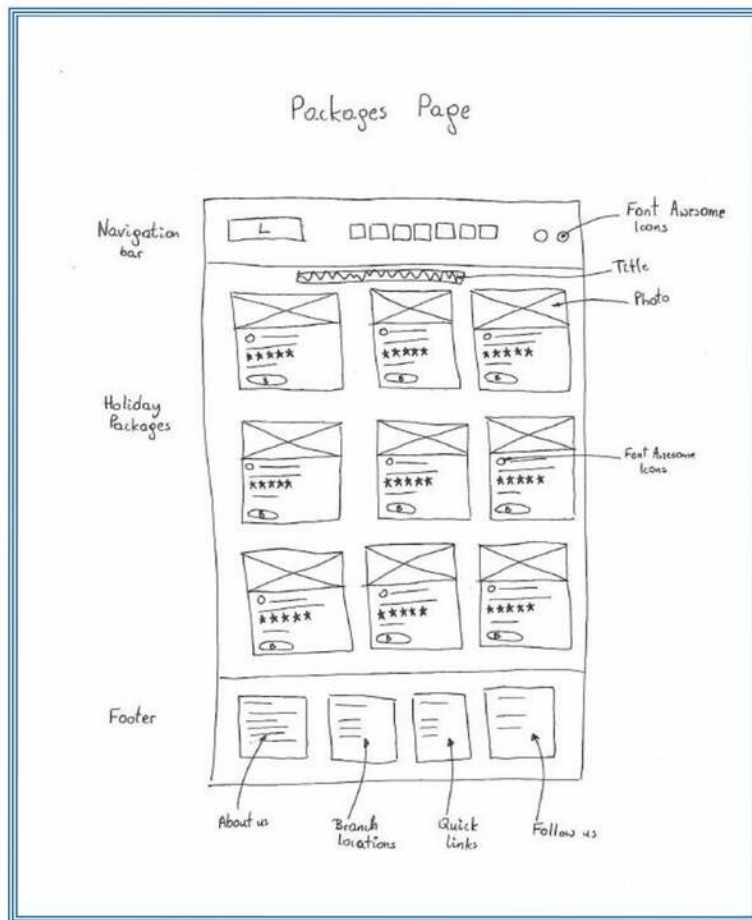 Packages Page
Navigation
bar
L
Font Awesome
Icons
Title
Photo
B
B
B
Holiday
Packages
Font Awesome
Icons
B
B
B
B
B
B
Footer
About us
Branch
locations
Quick
links
Follow us